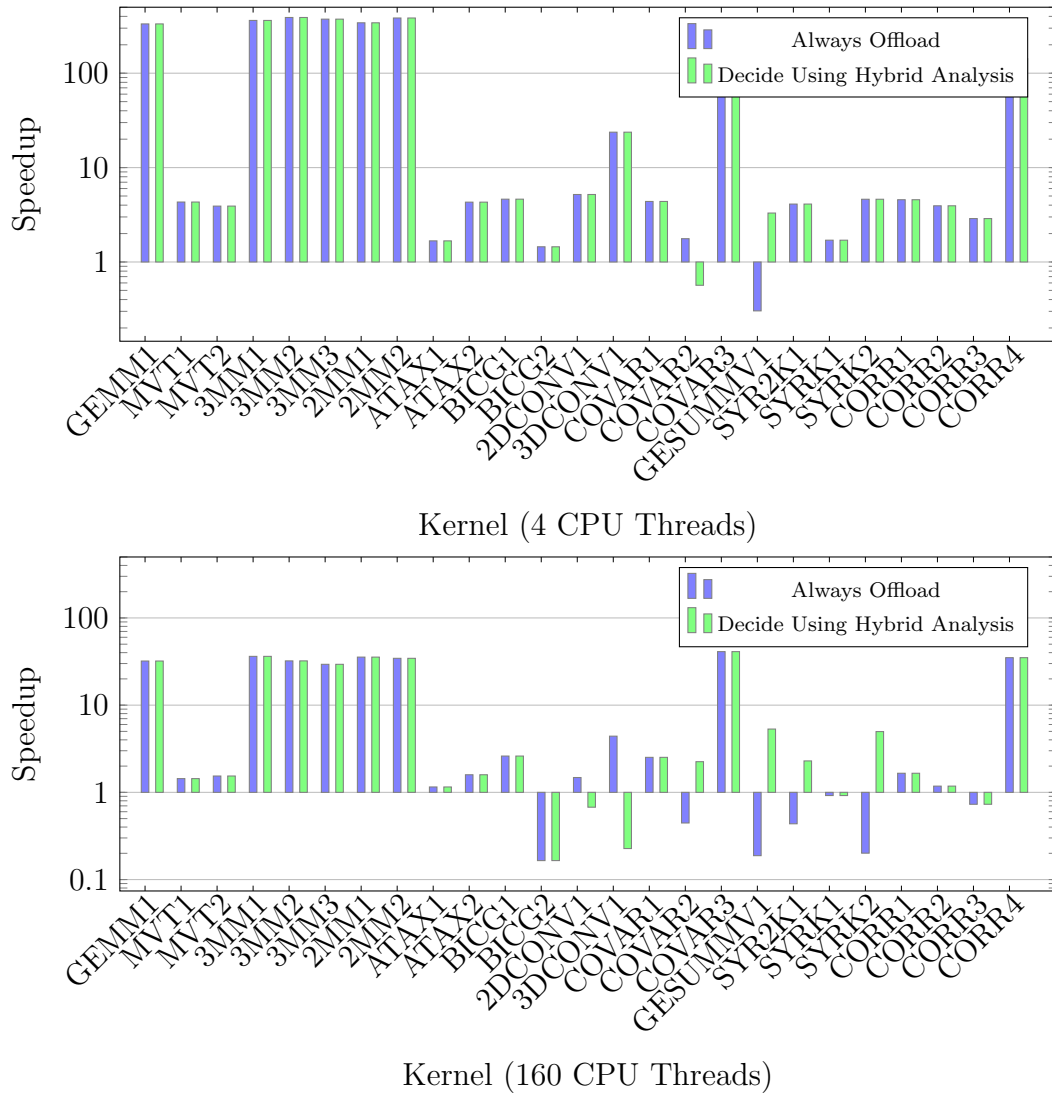 100
10
1
Speedup
Always Offload
Decide Using Hybrid Analysis
GEMM1
MVT1
MVT2
3MM1
3MM2
3MM3
2MM1
2MM2
ATAX1
ATAX2
BICG1
BICG2
2DCONV1
3DCONV1
COVAR1
COVAR2
COVAR3
GESUMMV1
SYR2K1
SYRK1
SYRK2
CORR1
CORR2
CORR3
CORR4
Kernel (4 CPU Threads)
100
10
1
0.1
Speedup
Always Offload
Decide Using Hybrid Analysis
GEMM1
MVT1
MVT2
3MM1
3MM2
3MM3
2MM1
2MM2
ATAX1
ATAX2
BICG1
BICG2
2DCONV1
3DCONV1
COVAR1
COVAR2
COVAR3
GESUMMV1
SYR2K1
SYRK1
SYRK2
CORR1
CORR2
CORR3
CORR4
Kernel (160 CPU Threads)